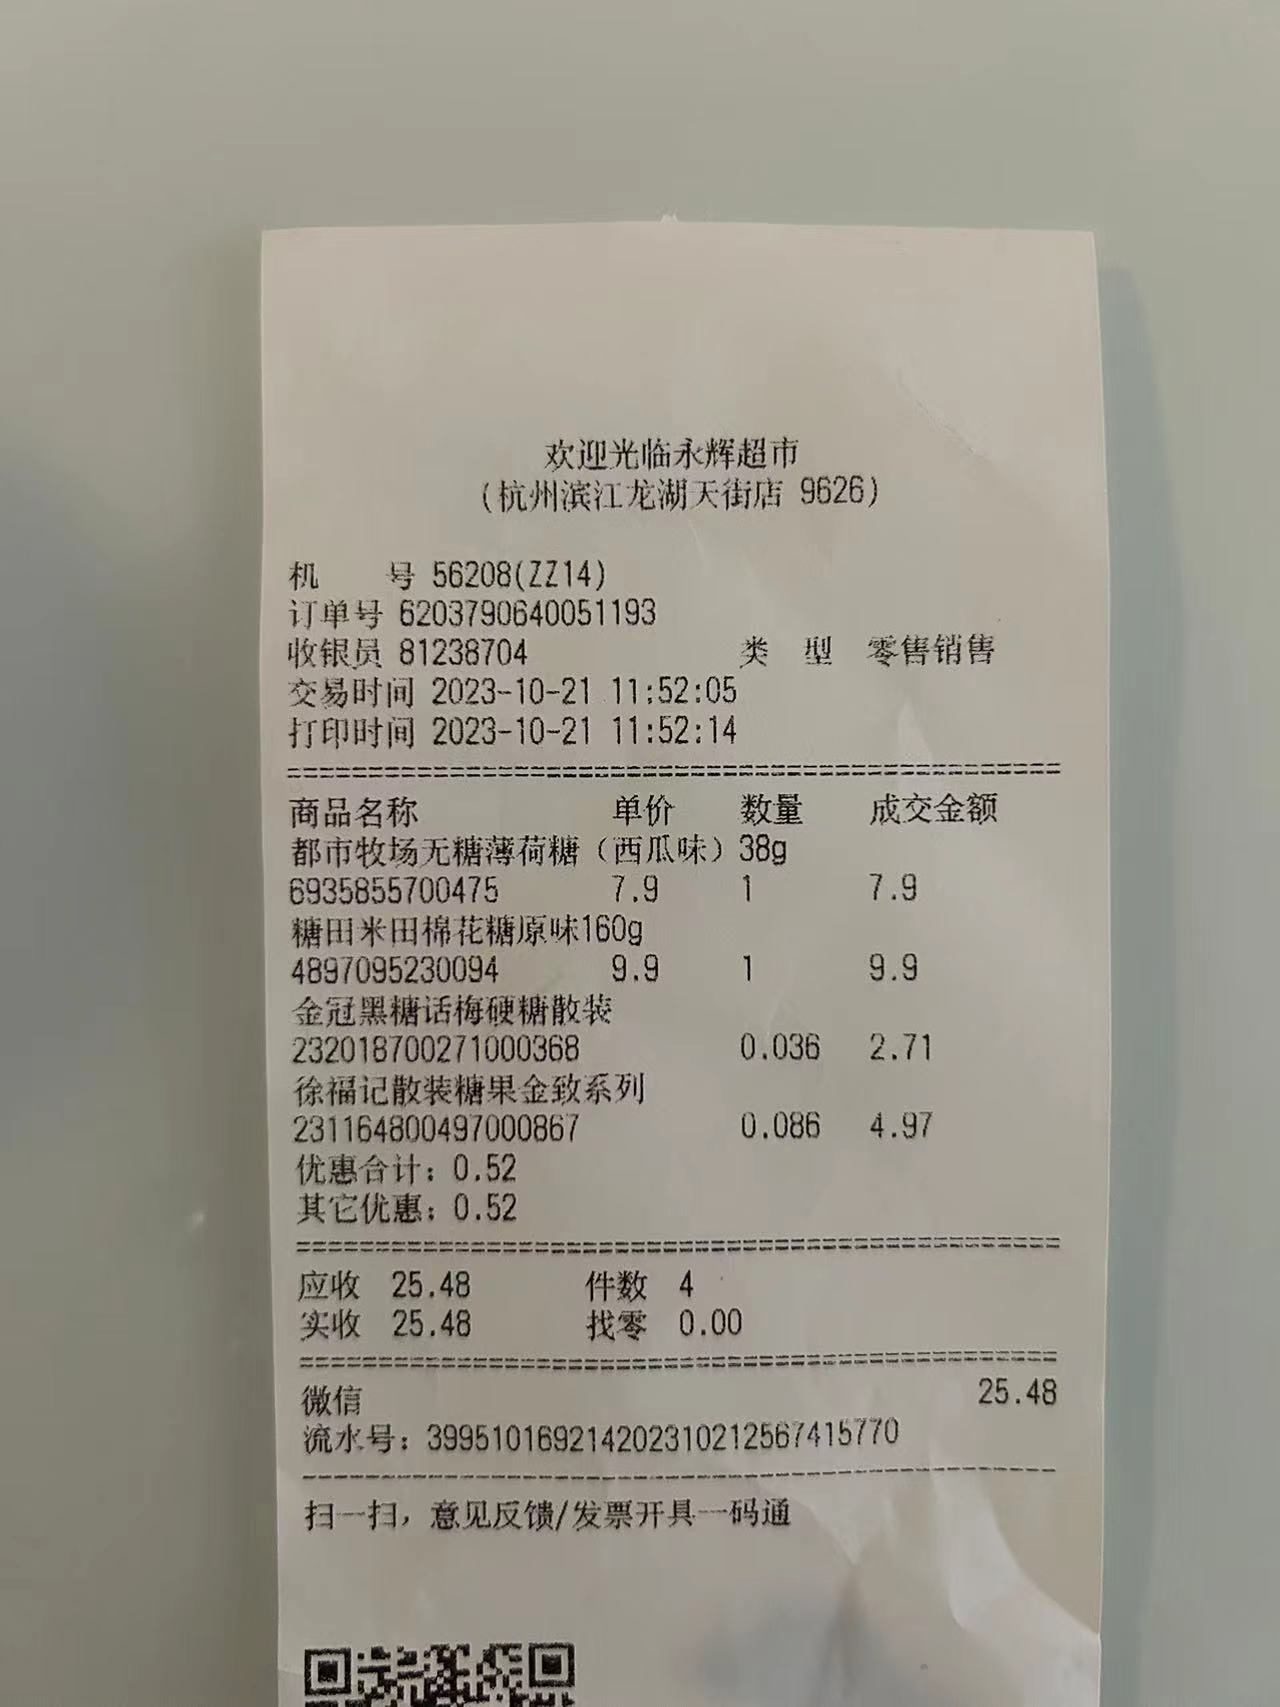 欢迎光临永辉超市
(杭州滨江龙湖天街店 9626)
机 号 56208(ZZ14)
订单号 6203790640051193
收银员 81238704 类 型 零售销售
交易时间 2023-10-21 11:52:05
打印时间 2023-10-21 11:52:14
商品名称 单价 数量 成交金额
都市牧场无糖薄荷糖（西瓜味）38g
6935855700475 7.9 1 7.9
糖田米田棉花糖原味160g
4897095230094 9.9 1 9.9
金冠黑糖话梅硬糖散装
232018700271000368 0.036 2.71
徐福记散装糖果金致系列
231164800497000867 0.086 4.97
优惠合计：0.52
其它优惠：0.52
应收 25.48 件数 4
实收 25.48 找零 0.00
微信 25.48
流水号：39951016921420231021256741577​0
扫一扫，意见反馈/发票开具一码通